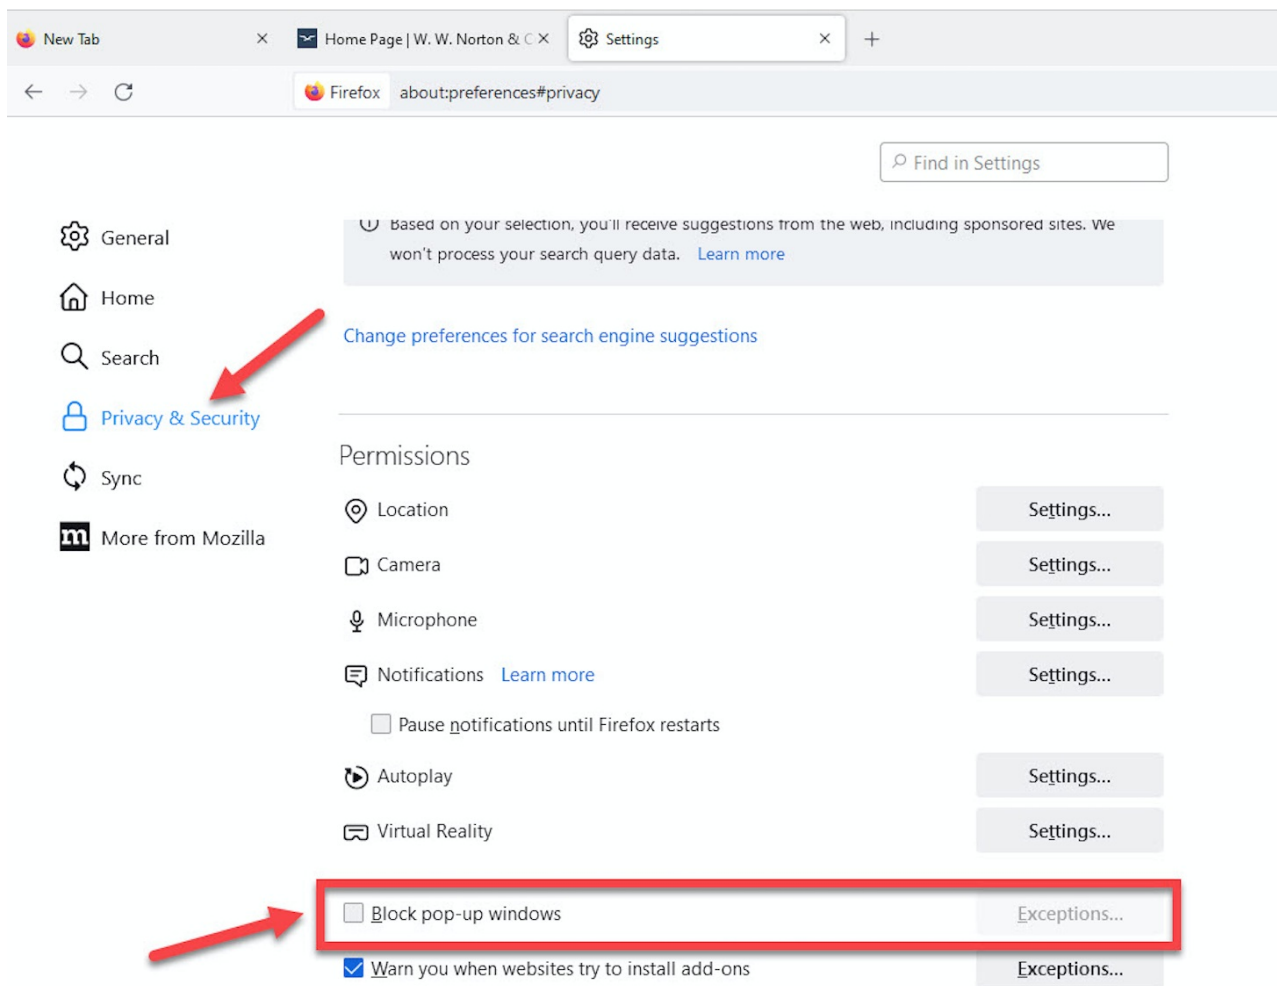 New Tab
Home Page | W. W. Norton & C
Settings
Firefox
about:preferences#privacy
Find in Settings
General
Home
Search
Privacy & Security
Sync
m
More from Mozilla
Based on your selection, you'll receive suggestions from the web, including sponsored sites. We
won't process your search query data. Learn more
Change preferences for search engine suggestions
Permissions
Location
Settings...
Camera
Settings...
Microphone
Settings...
Notifications Learn more
Settings...
Pause notifications until Firefox restarts
Autoplay
Settings...
Virtual Reality
Settings...
Block pop-up windows
Exceptions...
Warn you when websites try to install add-ons
Exceptions...